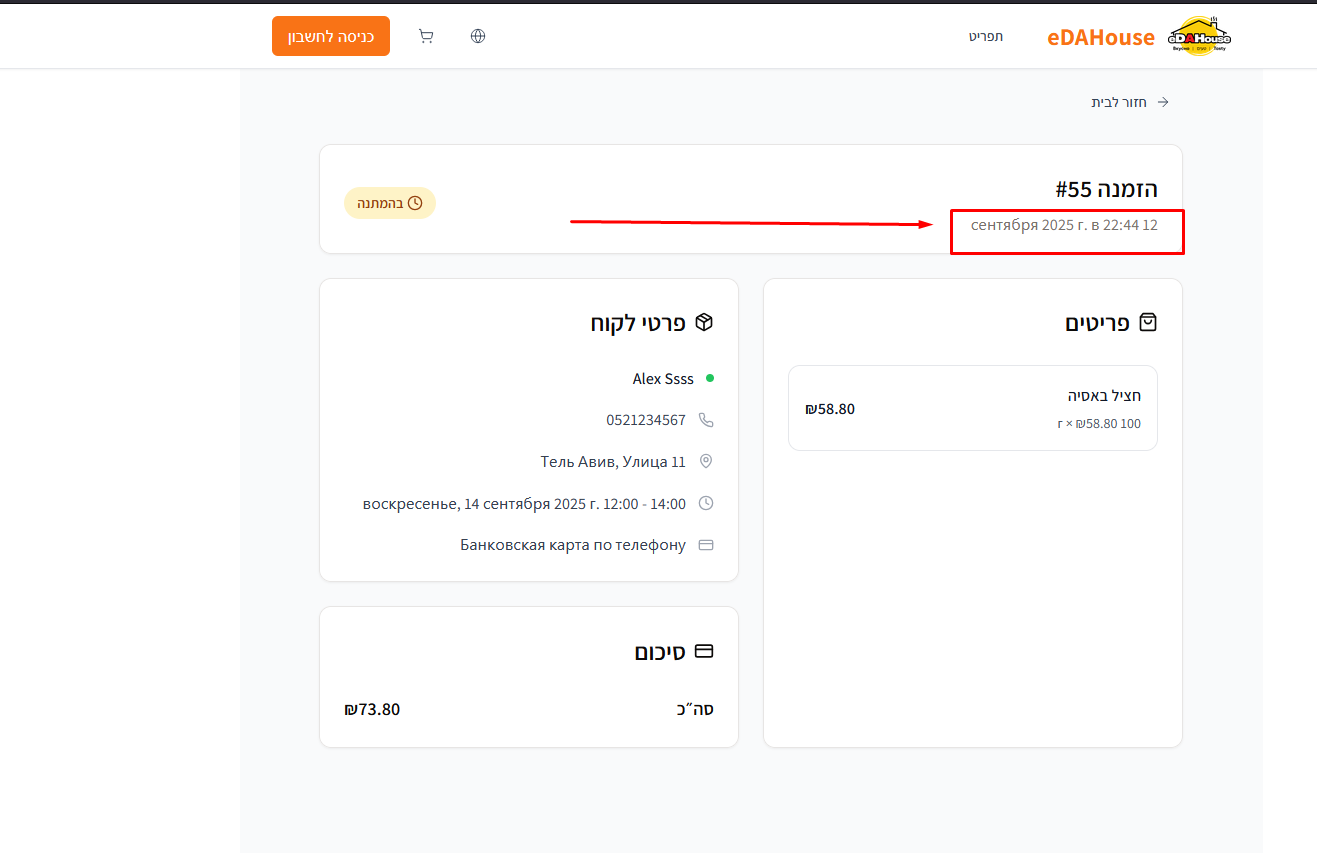 eDAHouse
Вкусно | טעים | Tasty
eDAHouse
תפריט
כניסה לחשבון
חזור לבית
הזמנה #55
12 сентября 2025 г. в 22:44
בהמתנה
פריטים
חציל באסיה
100 г × ₪58.80
₪58.80
פרטי לקוח
Alex Ssss
0521234567
Тель Авив, Улица 11
воскресенье, 14 сентября 2025 г. 12:00 - 14:00
Банковская карта по телефону
סיכום
סה״כ
₪73.80